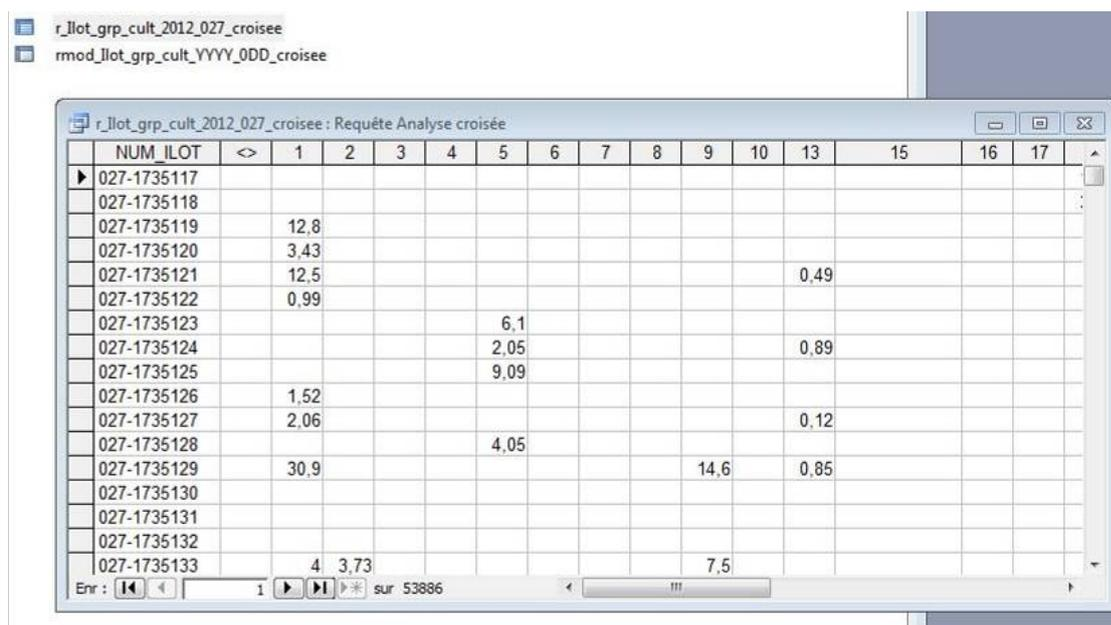 r_Ilot_grp_cult_2012_027_croisee
rmod_Ilot_grp_cult_YYYY_0DD_croisee
r_Ilot_grp_cult_2012_027_croisee : Requête Analyse croisée
NUM_ILOT <> 1 2 3 4 5 6 7 8 9 10 13 15 16 17
027-1735117
027-1735118
027-1735119 12,8
027-1735120 3,43
027-1735121 12,5 0,49
027-1735122 0,99
027-1735123 6,1
027-1735124 2,05 0,89
027-1735125 9,09
027-1735126 1,52
027-1735127 2,06 0,12
027-1735128 4,05
027-1735129 30,9 14,6 0,85
027-1735130
027-1735131
027-1735132
027-1735133 4 3,73 7,5
Enr : 1 sur 53886